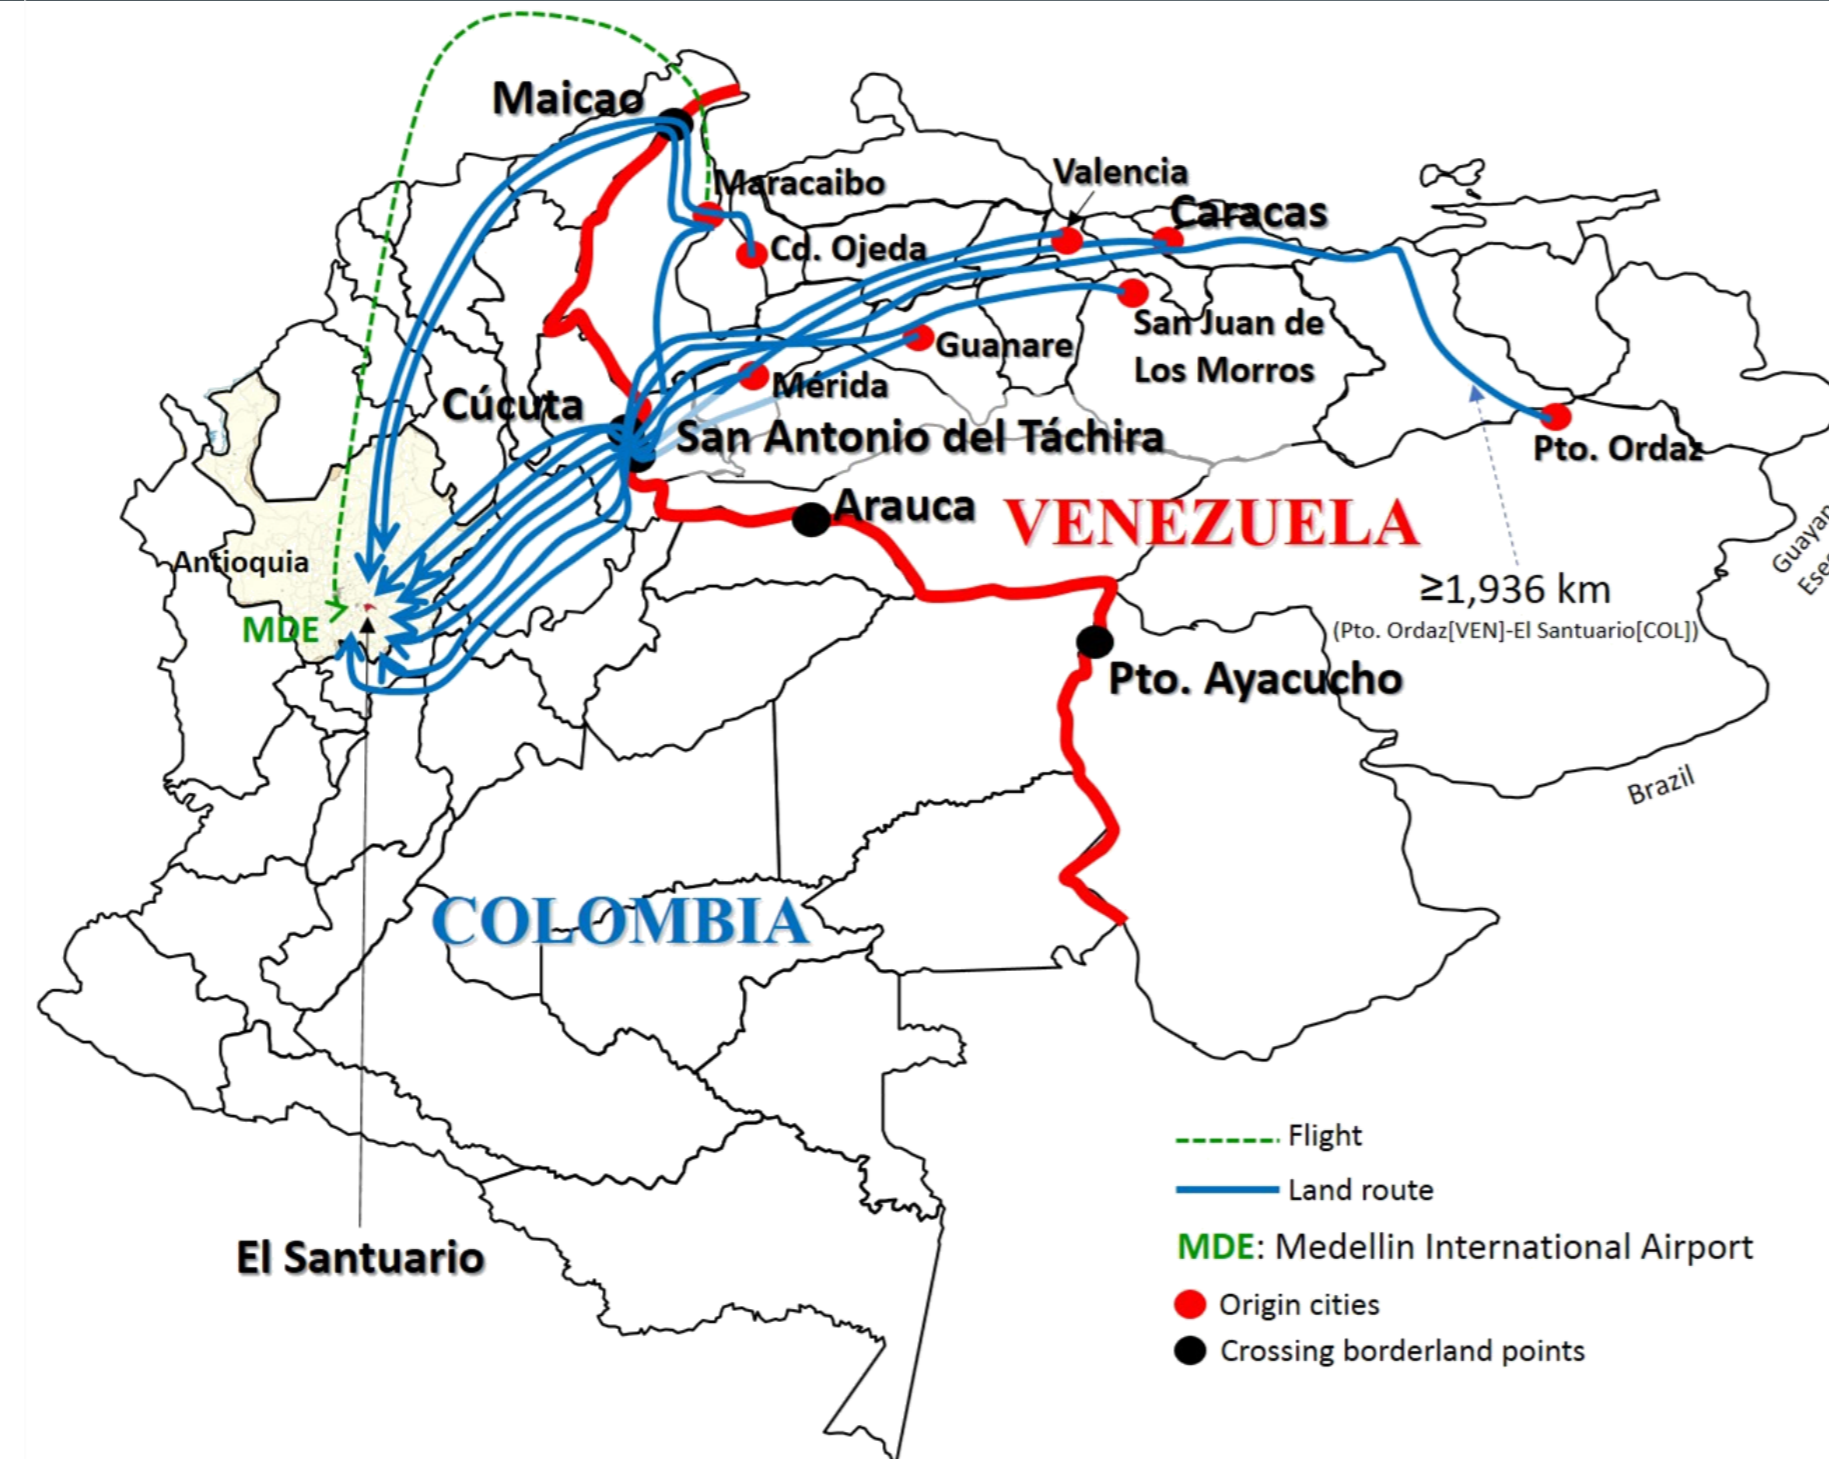 Maicao
Maracaibo
Valencia
Caracas
Cd. Ojeda
San Juan de
Los Morros
Guanare
Mérida
Cúcuta
San Antonio del Táchira
Pto. Ordaz
Arauca
VENEZUELA
Antioquia
≥1,936 km
(Pto. Ordaz[VEN]-El Santuario[COL])
MDE
Pto. Ayacucho
Brazil
COLOMBIA
Flight
Land route
MDE: Medellin International Airport
El Santuario
Origin cities
Crossing borderland points